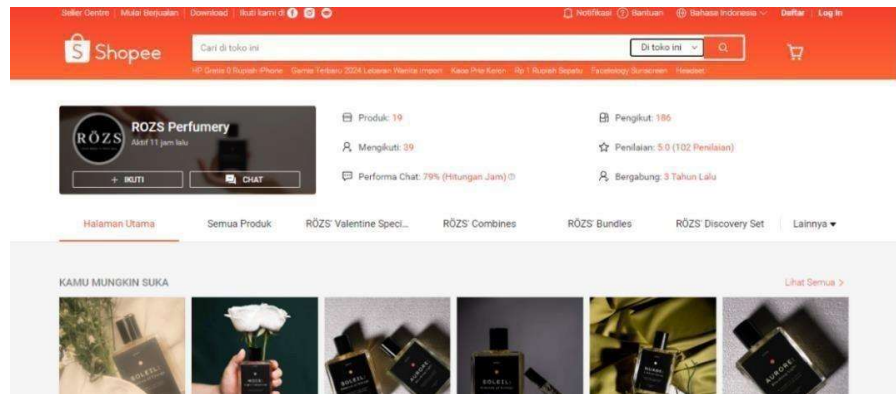 Seller Centre | Mulai Berjualan | Download | Ikuti kami di
Notifikasi Bantuan Bahasa Indonesia Daftar | Log In
Shopee
Cari di toko ini
Di toko ini
HP Gratis 0 Rupiah iPhone Gamis Terbaru 2024 Lebaran Wanita Import Kaos Pria Keren Rp 1 Rupiah Sepatu Facetology Sunscreen Headset
RÖZS
ROZS Perfumery
Aktif 11 jam lalu
+ IKUTI
CHAT
Produk: 19
Pengikut: 186
Mengikuti: 39
Penilaian: 5.0 (102 Penilaian)
Performa Chat: 79% (Hitungan Jam)
Bergabung: 3 Tahun Lalu
Halaman Utama Semua Produk RÖZS' Valentine Speci... RÖZS' Combines RÖZS' Bundles RÖZS' Discovery Set Lainnya
KAMU MUNGKIN SUKA
Lihat Semua >
SOLEIL:
SOLEIL:
AURORE: